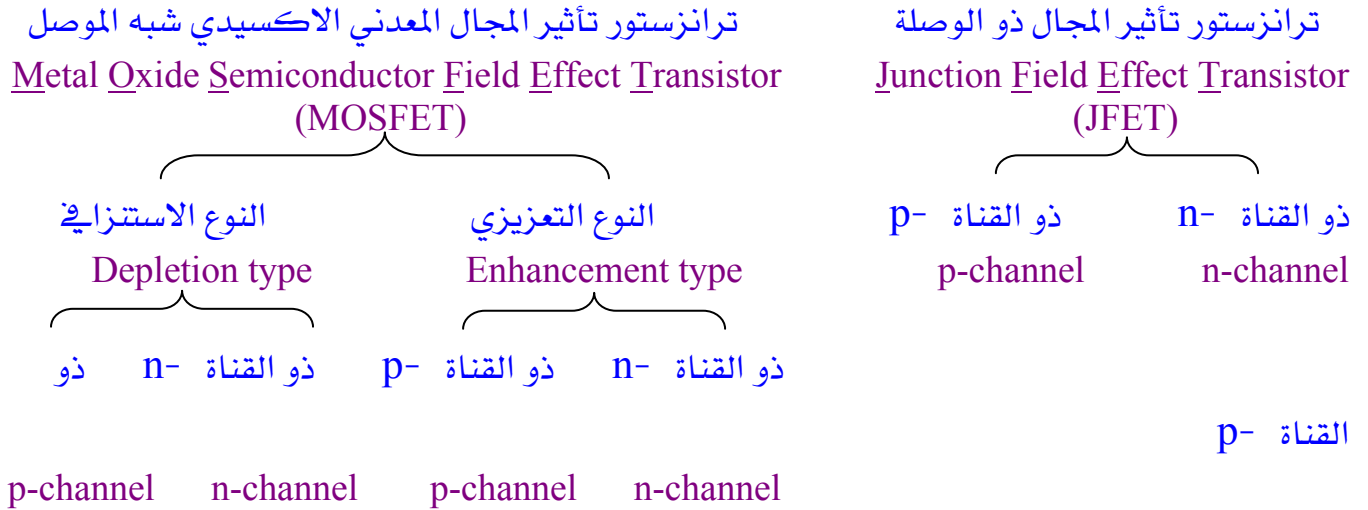 ترانزستور تأثير المجال ذو الوصلة ترانزستور تأثير المجال المعدني الاكسيدي شبه الموصل
Metal Oxide Semiconductor Field Effect Transistor Junction Field Effect Transistor
(MOSFET) (JFET)
ذو القناة n- ذو القناة p- النوع التعزيزي النوع الاستنزافي
Depletion type Enhancement type p-channel n-channel
ذو القناة n- ذو القناة p- ذو القناة n- ذو
القناة p-
p-channel n-channel p-channel n-channel